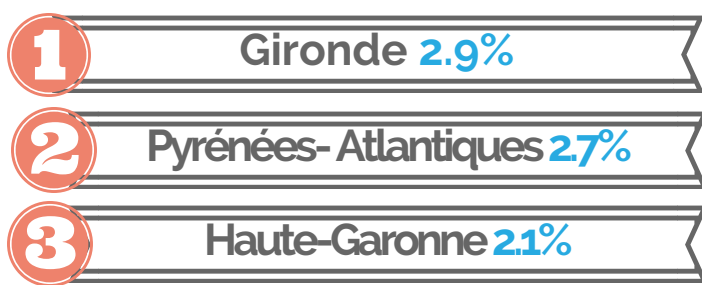 1 Gironde 2.9%
2 Pyrénées- Atlantiques 2.7%
3 Haute-Garonne 2.1%